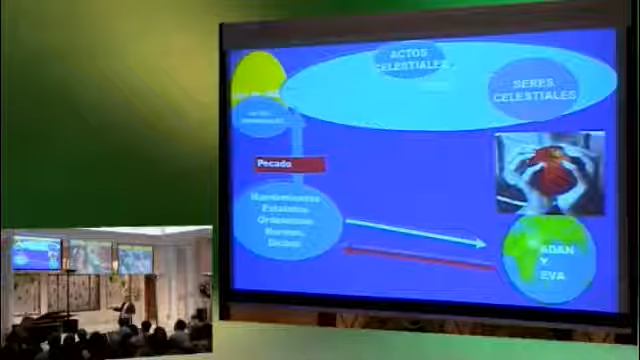 ACTOS
CELESTIALES
SERES
CELESTIALES
Pecado
Mandamientos
Estatutos
Ordenanzas
Normas
Dichos
ADAN
Y
EVA